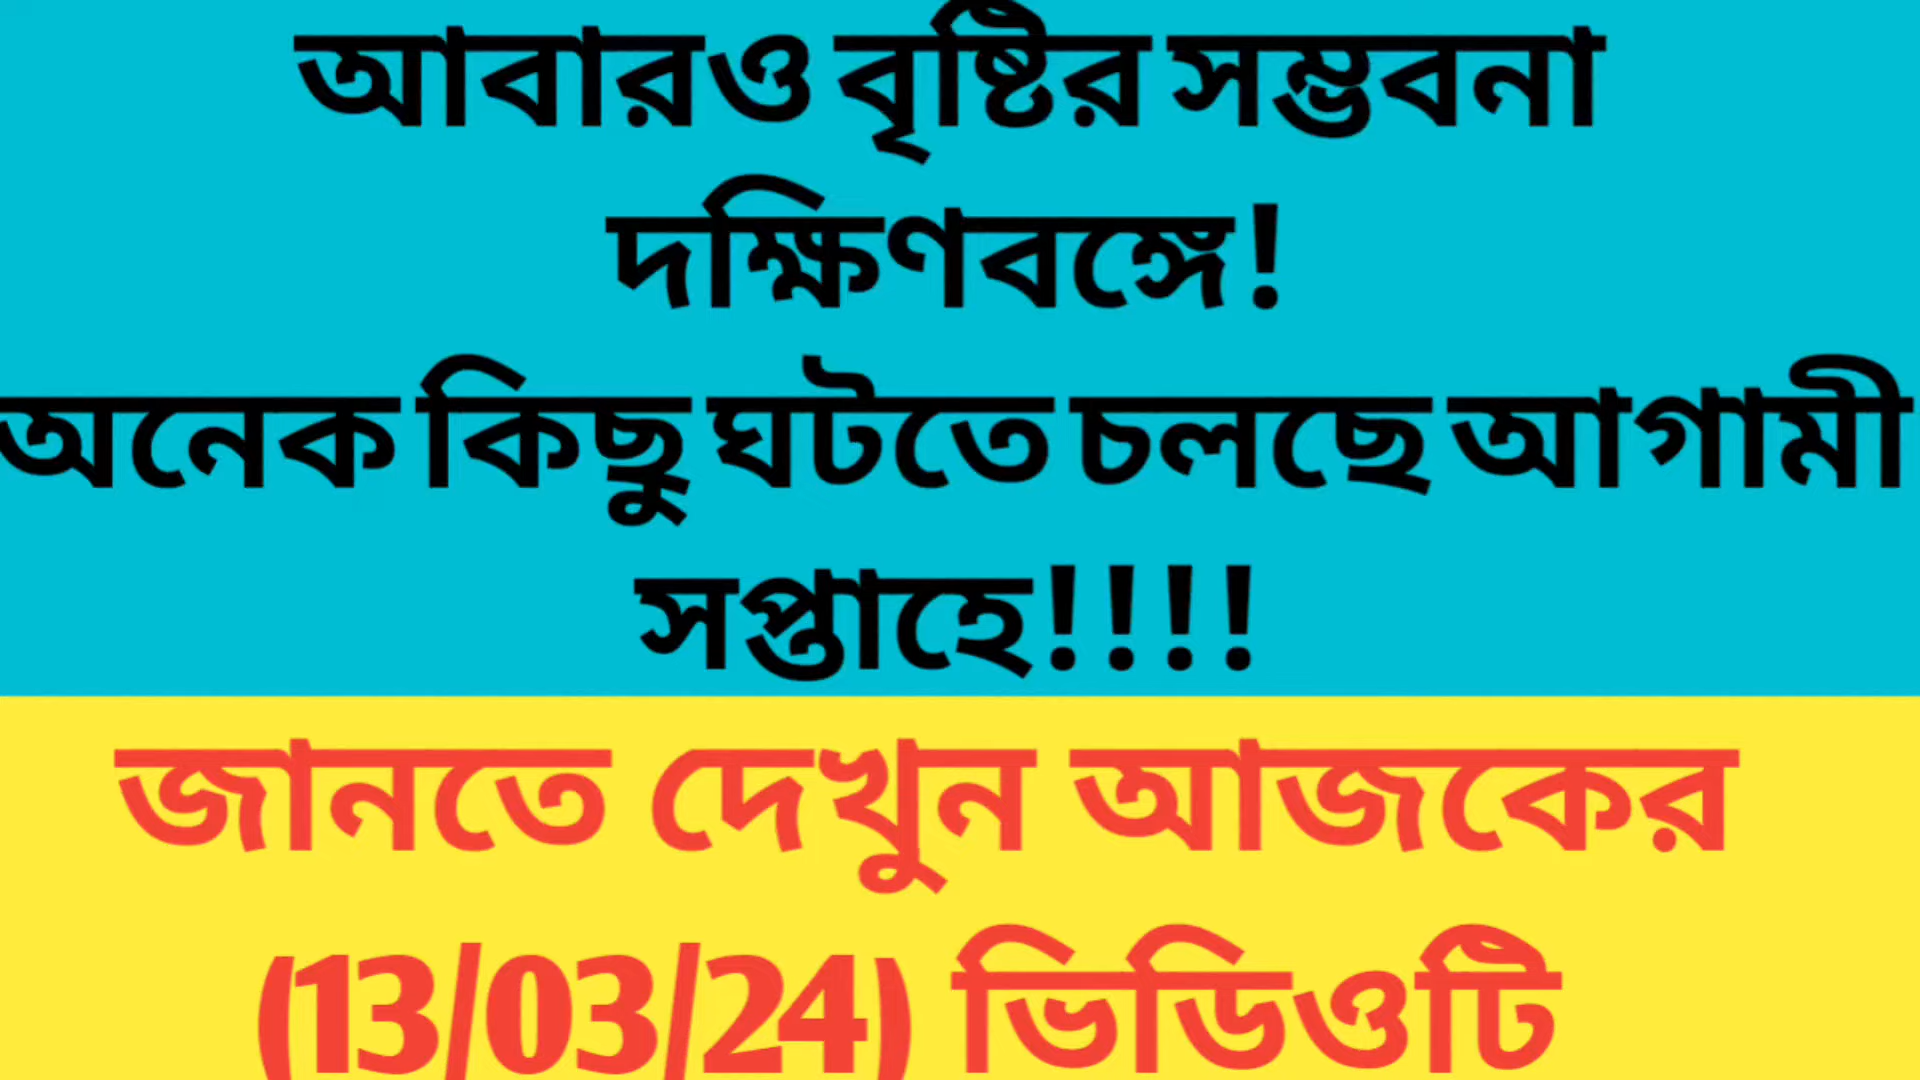 আবারও বৃষ্টির সম্ভবনা
দক্ষিণবঙ্গে!
অনেক কিছু ঘটতে চলছে আগামী
সপ্তাহে!!!!
জানতে দেখুন আজকের
(13/03/24) ভিডিওটি